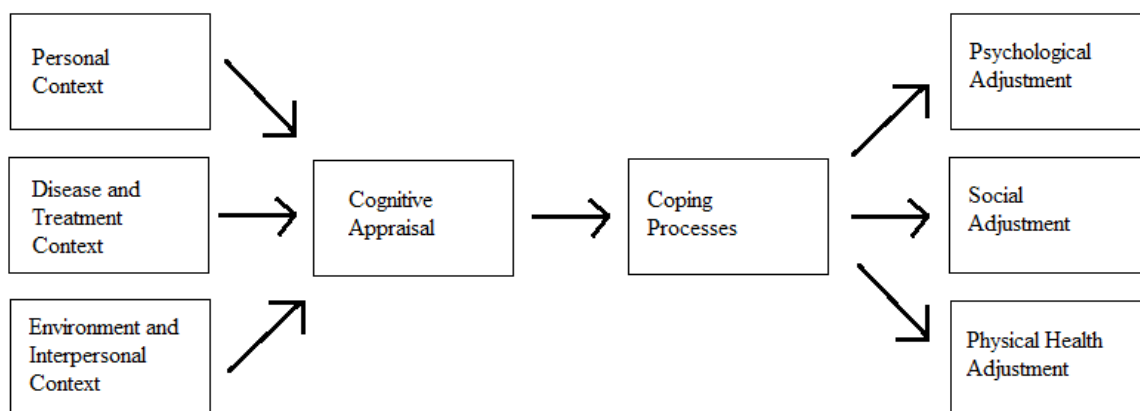 Personal
Context
Disease and
Treatment
Context
Environment and
Interpersonal
Context
Cognitive
Appraisal
Coping
Processes
Psychological
Adjustment
Social
Adjustment
Physical Health
Adjustment